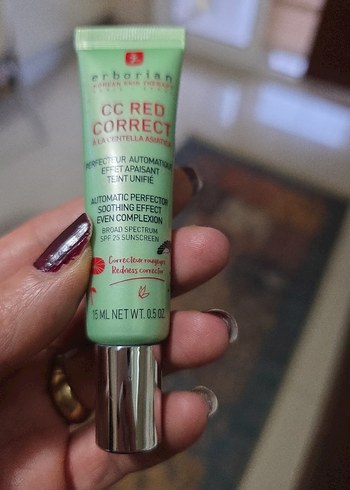 erborian
KOREAN SKIN THERAPY
CC RED
CORRECT
À LA CENTELLA ASIATICA
PERFECTEUR AUTOMATIQUE
EFFET APAISANT
TEINT UNIFIÉ
AUTOMATIC PERFECTOR
SOOTHING EFFECT
EVEN COMPLEXION
BROAD SPECTRUM
SPF 25 SUNSCREEN
Correcteur rougeurs
Redness corrector
15 ML NET WT. 0.5 OZ.